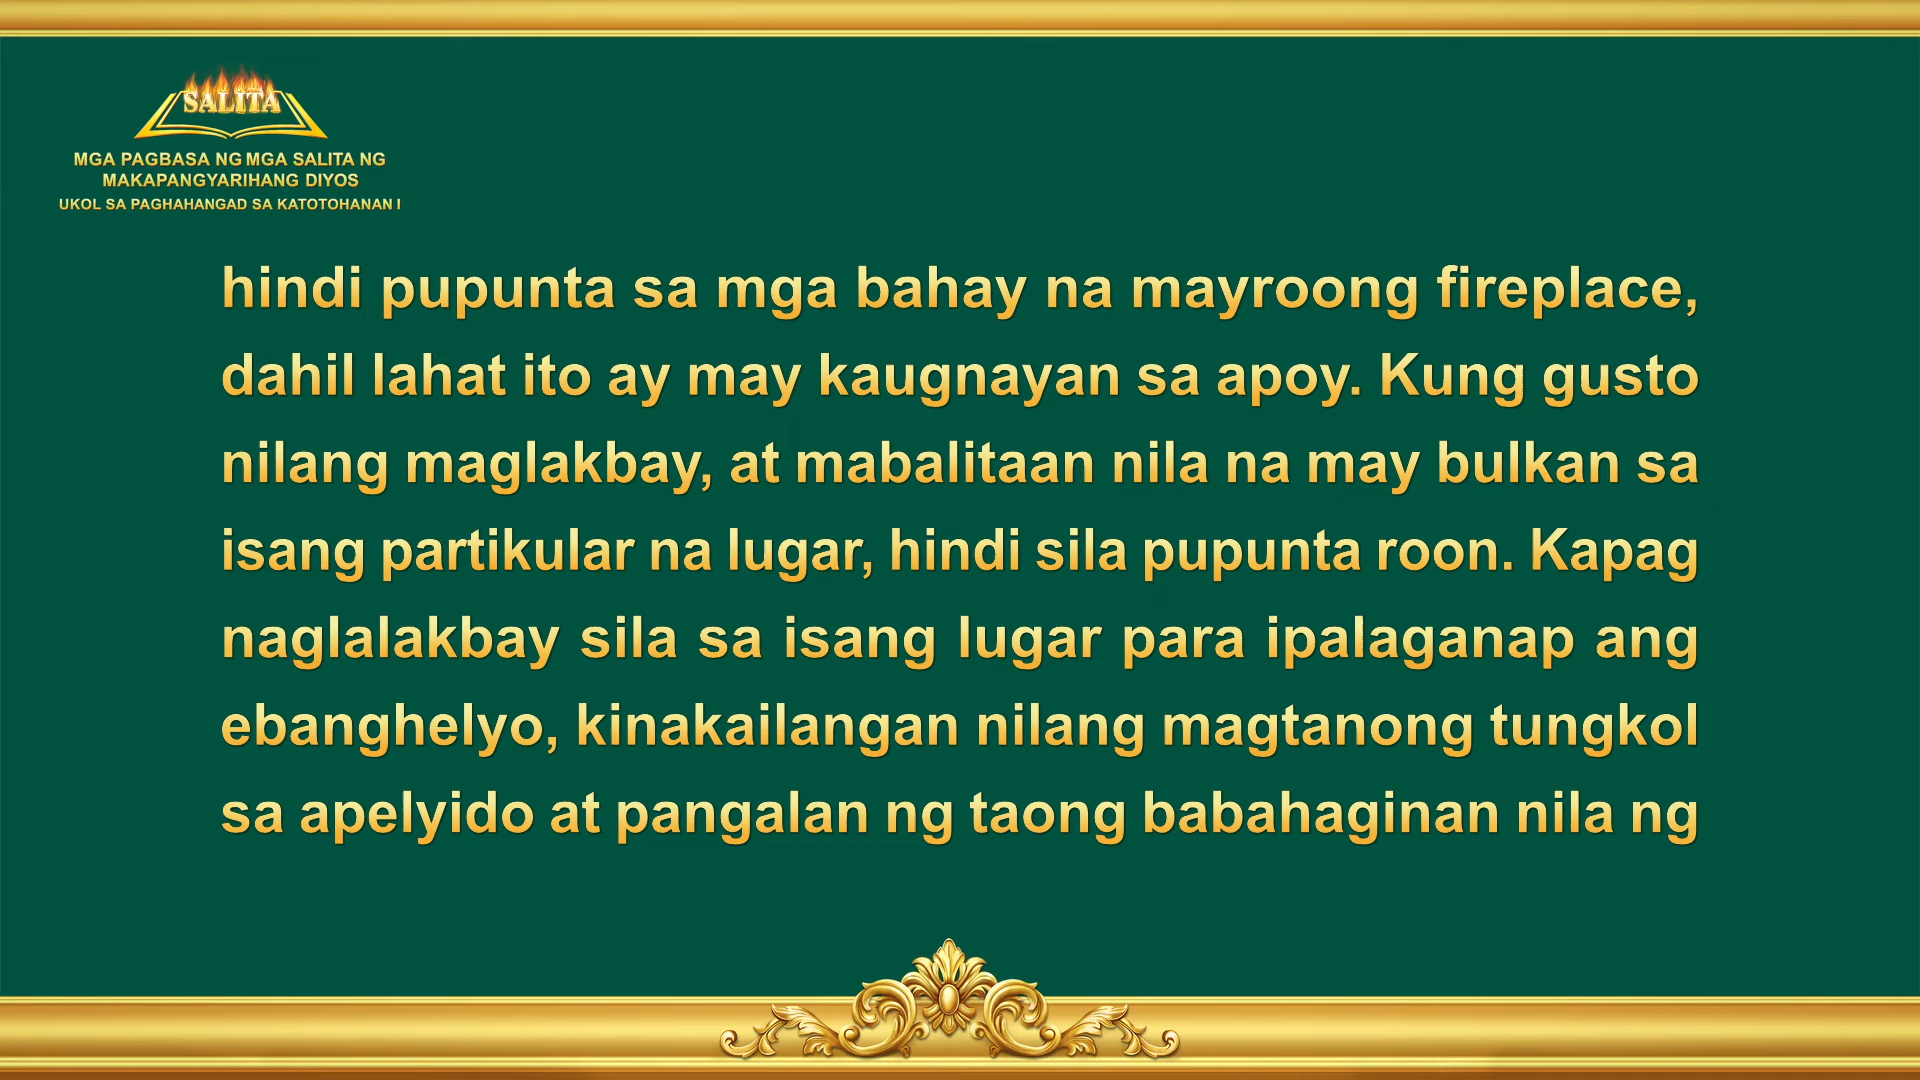 SALITA
MGA PAGBASA NG MGA SALITA NG
MAKAPANGYARIHANG DIYOS
UKOL SA PAGHAHANGAD SA KATOTOHANAN I
hindi pupunta sa mga bahay na mayroong fireplace,
dahil lahat ito ay may kaugnayan sa apoy. Kung gusto
nilang maglakbay, at mabalitaan nila na may bulkan sa
isang partikular na lugar, hindi sila pupunta roon. Kapag
naglalakbay sila sa isang lugar para ipalaganap ang
ebanghelyo, kinakailangan nilang magtanong tungkol
sa apelyido at pangalan ng taong babahaginan nila ng